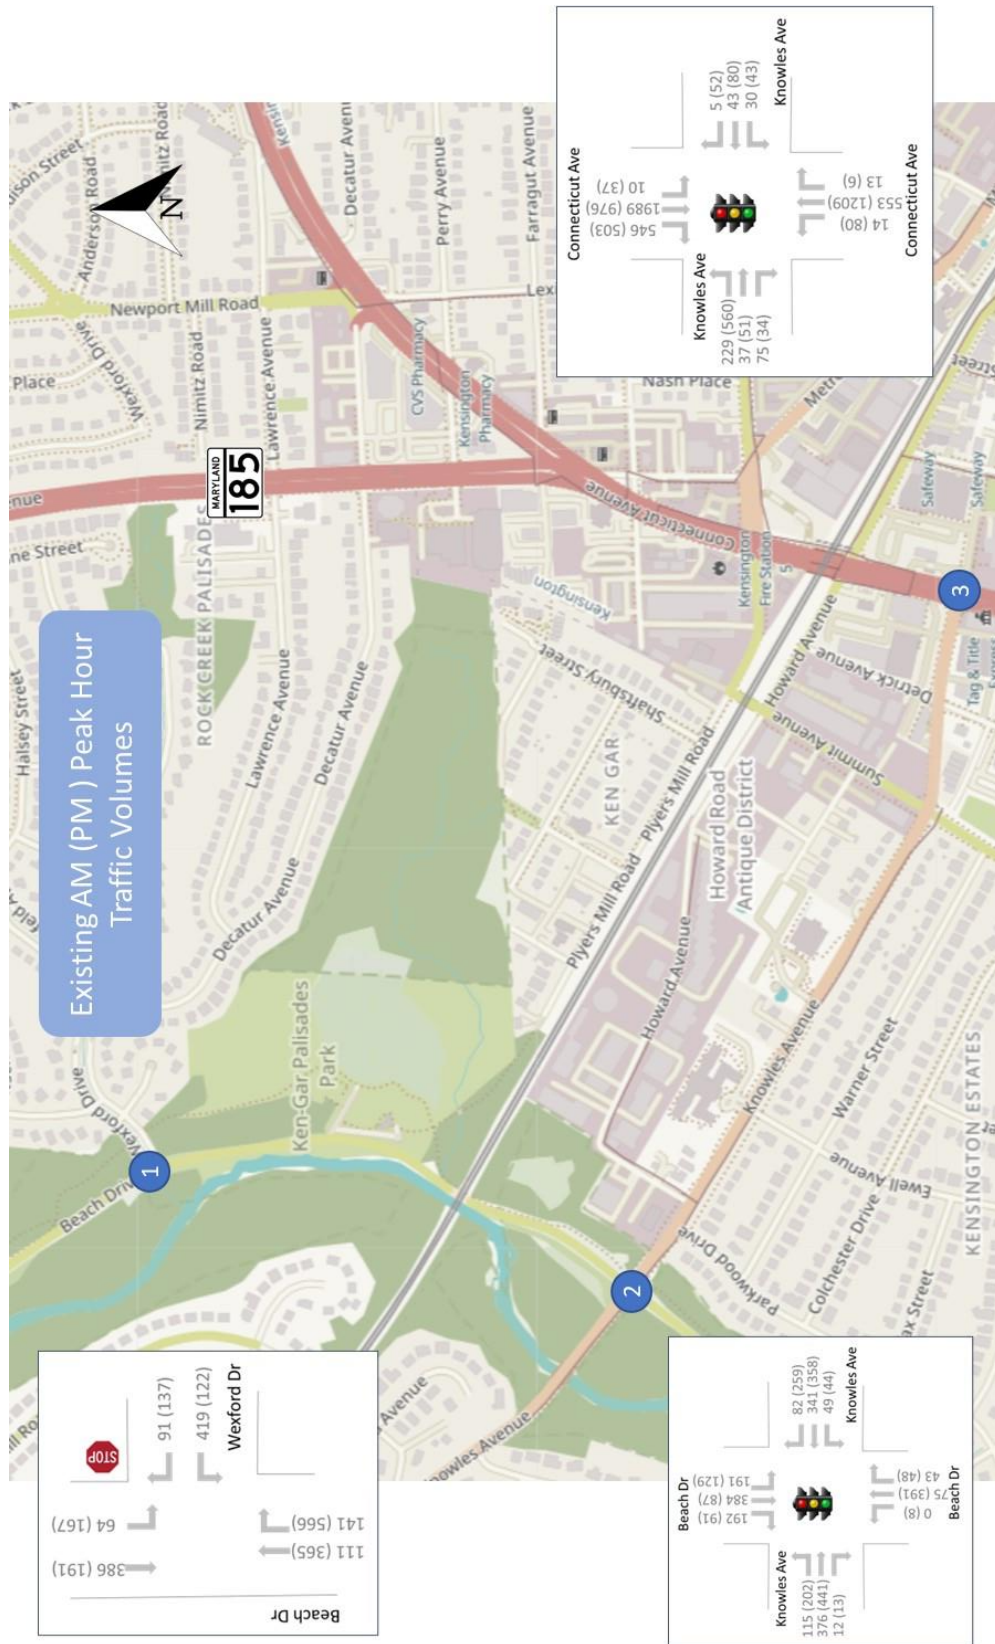 Existing AM (PM ) Peak Hour
Traffic Volumes
N
Anderson Road
Nimitz Road
Newport Mill Road
Wexford Drive
Place
Nimitz Road
Lawrence Avenue
Decatur Avenue
CVS Pharmacy
Kensington
Pharmacy
Perry Avenue
Farragut Avenue
Nash Place
MARYLAND
185
ROCK CREEK PALISADES
Halsey Street
Lawrence Avenue
Decatur Avenue
Decatur Avenue
Connecticut Avenue
Kensington
Kensington
Fire Station
5
Safeway
Safeway
3
Tag & Title
Howard Avenue
Detrick Avenue
Summit Avenue
Shaftsbury Street
KEN GAR
Plyers Mill Road
Plyers Mill Road
Howard Road
Antique District
Howard Avenue
Knowles Avenue
Warner Street
Ewell Avenue
KENSINGTON ESTATES
Colchester Drive
Parkwood Drive
Ken-Gar Palisades
Park
Wexford Drive
1
2
Knowles Avenue
STOP
Beach Dr
Wexford Dr
386 (191)
64 (167)
91 (137)
419 (122)
111 (365)
141 (566)
Beach Dr
Knowles Ave
192 (91)
384 (87)
191 (129)
82 (259)
341 (358)
49 (44)
Knowles Ave
115 (202)
376 (441)
12 (13)
0 (8)
75 (391)
43 (48)
Beach Dr
Connecticut Ave
Knowles Ave
546 (503)
1989 (976)
10 (37)
5 (52)
43 (80)
30 (43)
Knowles Ave
229 (560)
37 (51)
75 (34)
14 (80)
553 (1209)
13 (6)
Connecticut Ave